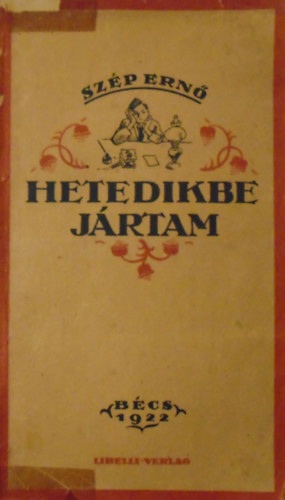 SZÉP ERNŐ
HETEDIKBE
JÁRTAM
BÉCS
1922
LIBELLI-VERLAG